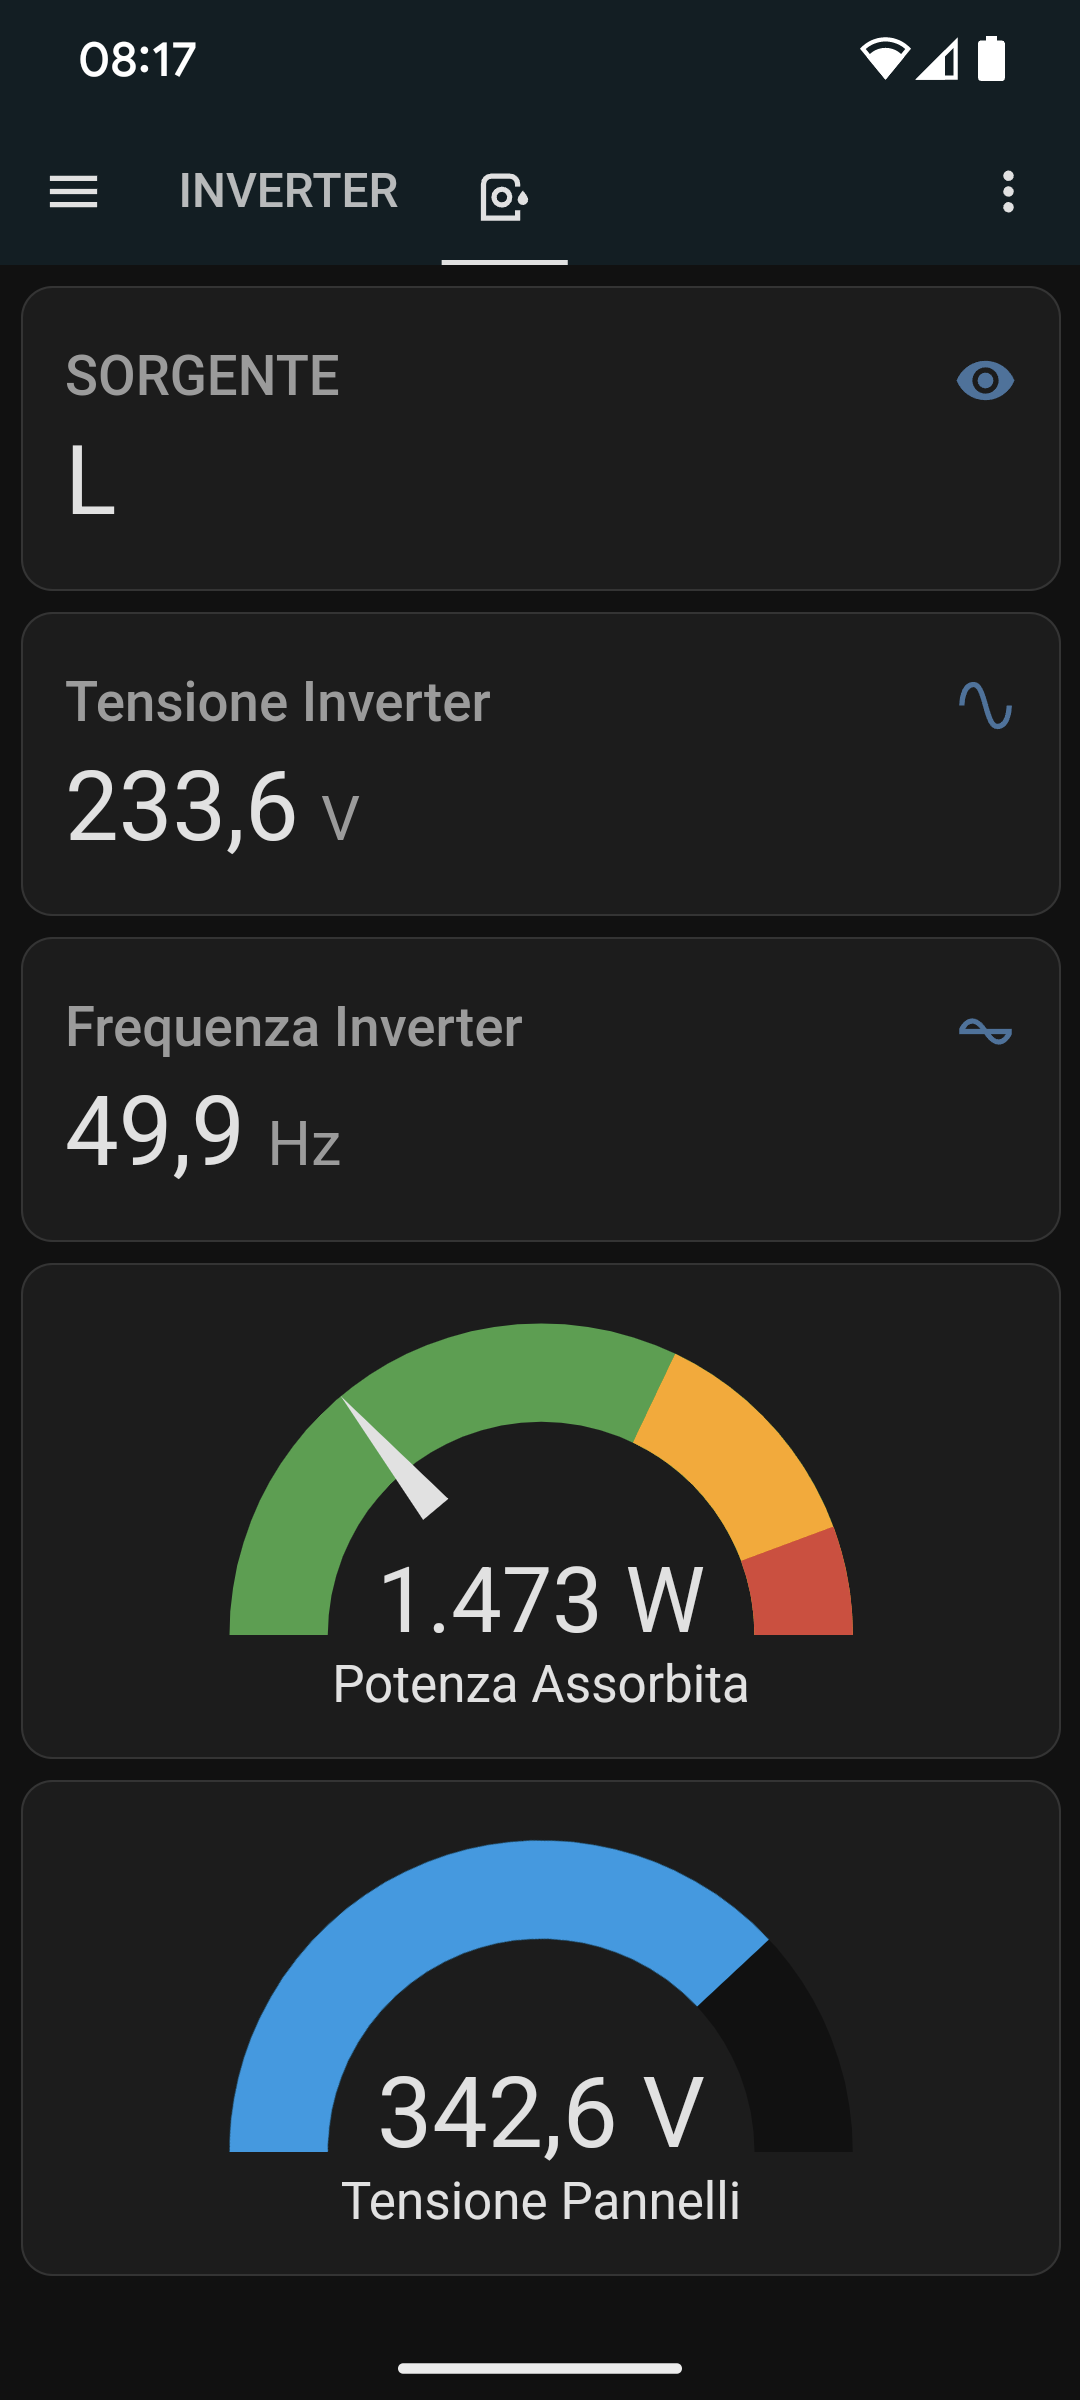 08:17
INVERTER
SORGENTE
L
Tensione Inverter
233,6 V
Frequenza Inverter
49,9 Hz
1.473 W
Potenza Assorbita
342,6 V
Tensione Pannelli